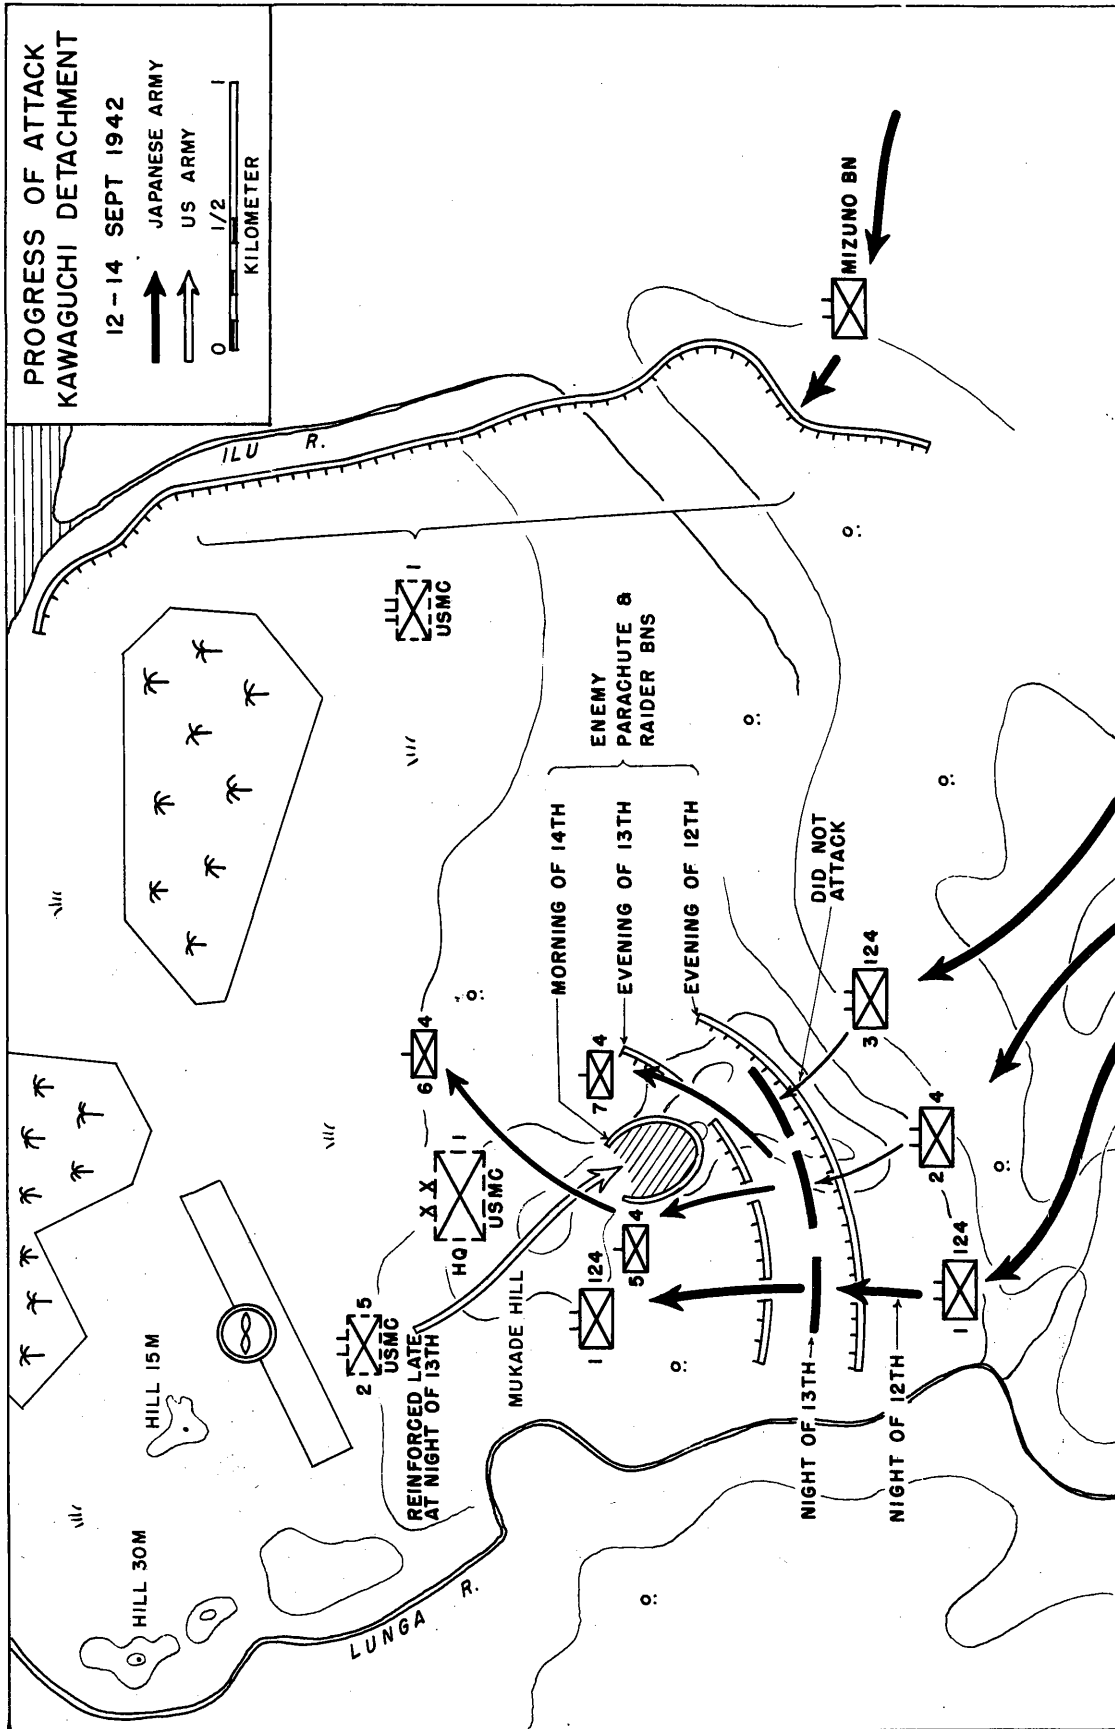 PROGRESS OF ATTACK
KAWAGUCHI DETACHMENT
12-14 SEPT 1942
JAPANESE ARMY
US ARMY
0 1/2 1
KILOMETER
ILU R.
MIZUNO BN
1
USMC
ENEMY
PARACHUTE &
RAIDER BNS
MORNING OF 14TH
EVENING OF 13TH
EVENING OF 12TH
DID NOT
ATTACK
6 4
7 4
3 124
2 4
HQ 1
USMC
5 4
1 124
1 124
2 15
USMC
REINFORCED LATE
AT NIGHT OF 13TH
MUKADE HILL
HILL 15M
HILL 30M
LUNGA R.
NIGHT OF 13TH
NIGHT OF 12TH